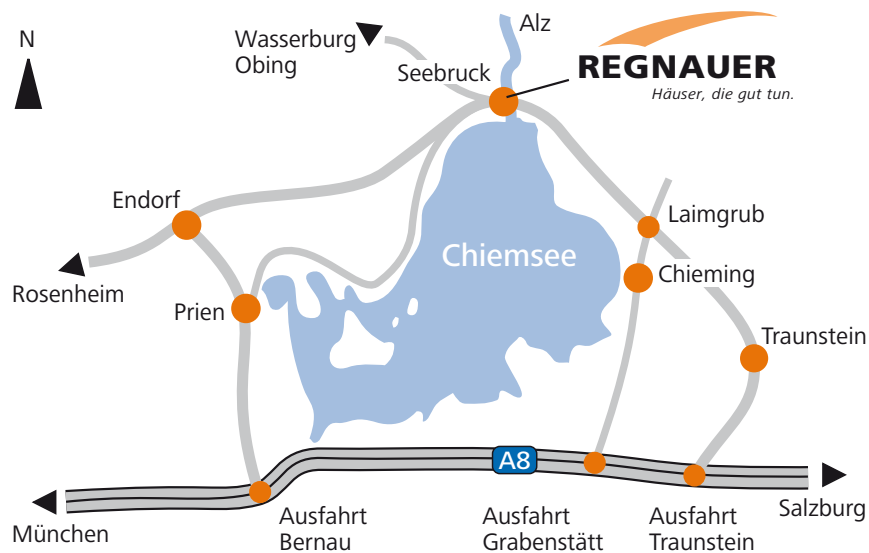 N
Wasserburg
Obing
Alz
Seebruck
REGNAUER
Häuser, die gut tun.
Endorf
Laimgrub
Chiemsee
Chieming
Rosenheim
Prien
Traunstein
A8
München
Ausfahrt
Bernau
Ausfahrt
Grabenstätt
Ausfahrt
Traunstein
Salzburg